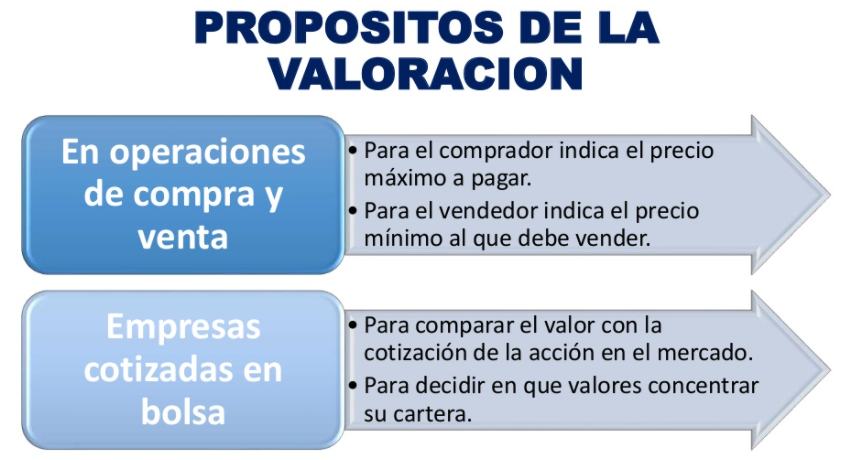 PROPOSITOS DE LA
VALORACION
En operaciones
de compra y
venta
• Para el comprador indica el precio
máximo a pagar.
• Para el vendedor indica el precio
mínimo al que debe vender.
Empresas
cotizadas en
bolsa
• Para comparar el valor con la
cotización de la acción en el mercado.
• Para decidir en que valores concentrar
su cartera.